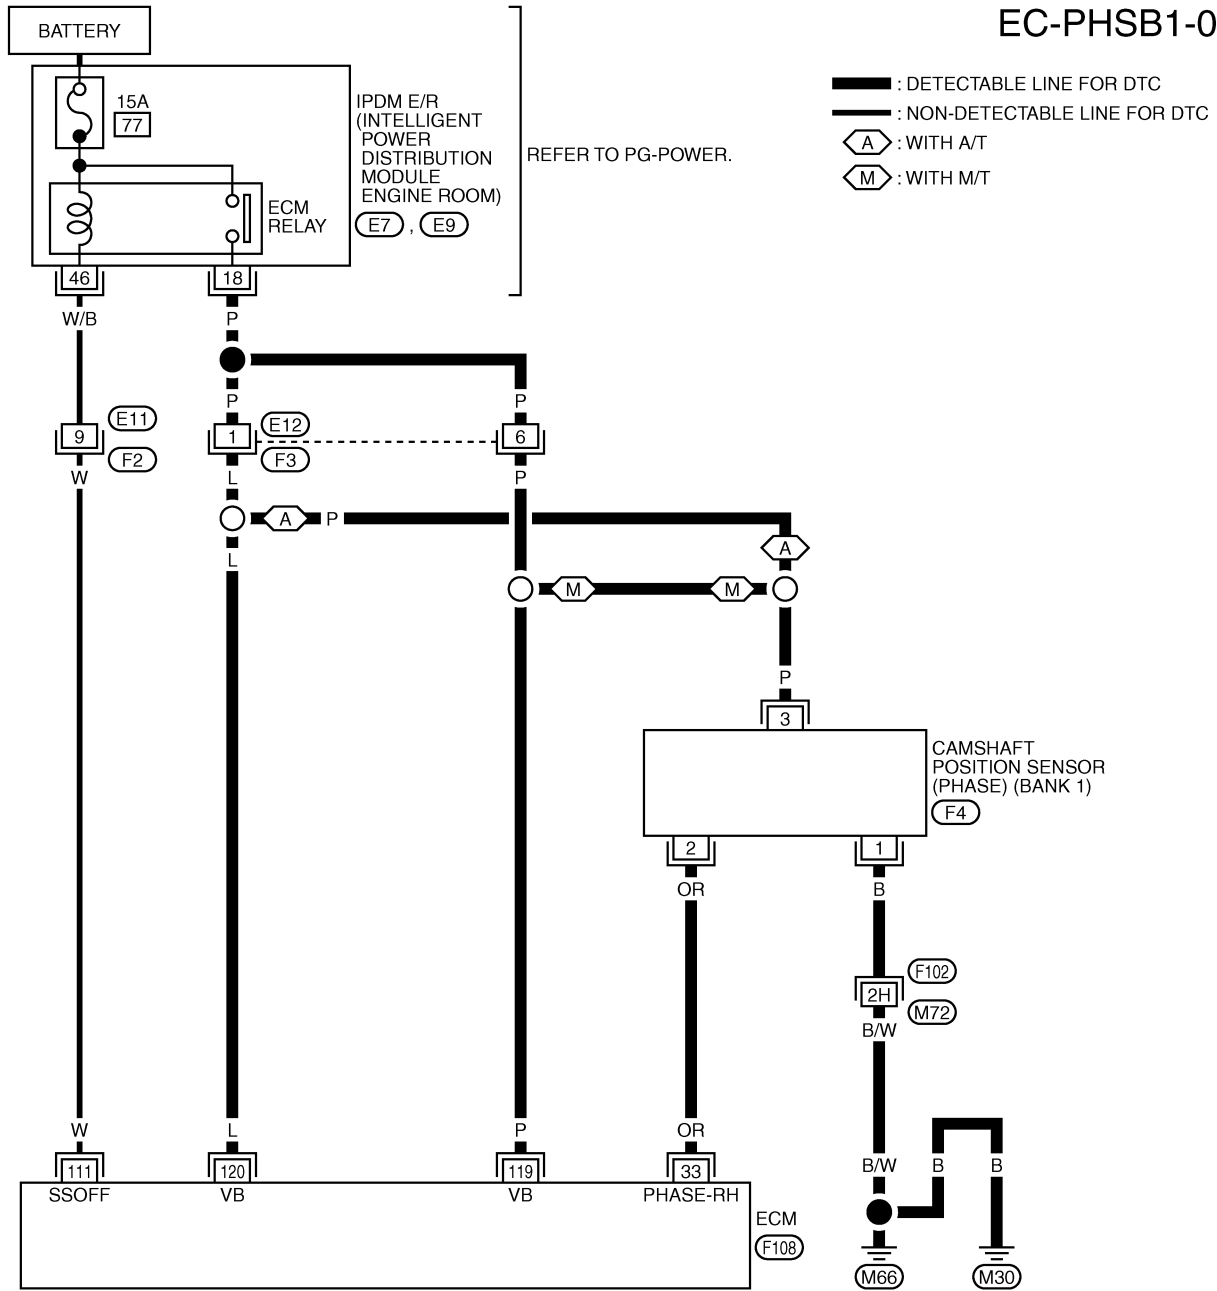 EC-PHSB1-0
BATTERY
: DETECTABLE LINE FOR DTC
: NON-DETECTABLE LINE FOR DTC
A : WITH A/T
M : WITH M/T
15A
77
IPDM E/R
(INTELLIGENT
POWER
DISTRIBUTION
MODULE
ENGINE ROOM)
E7 , E9
REFER TO PG-POWER.
ECM
RELAY
46
18
W/B
P
P
P
9
E11
F2
1
E12
F3
6
W
L
P
A
P
A
L
M
M
P
3
CAMSHAFT
POSITION SENSOR
(PHASE) (BANK 1)
F4
2
1
OR
B
2H
F102
M72
B/W
W
L
P
OR
B/W
B
B
111
120
119
33
SSOFF
VB
VB
PHASE-RH
ECM
F108
M66
M30